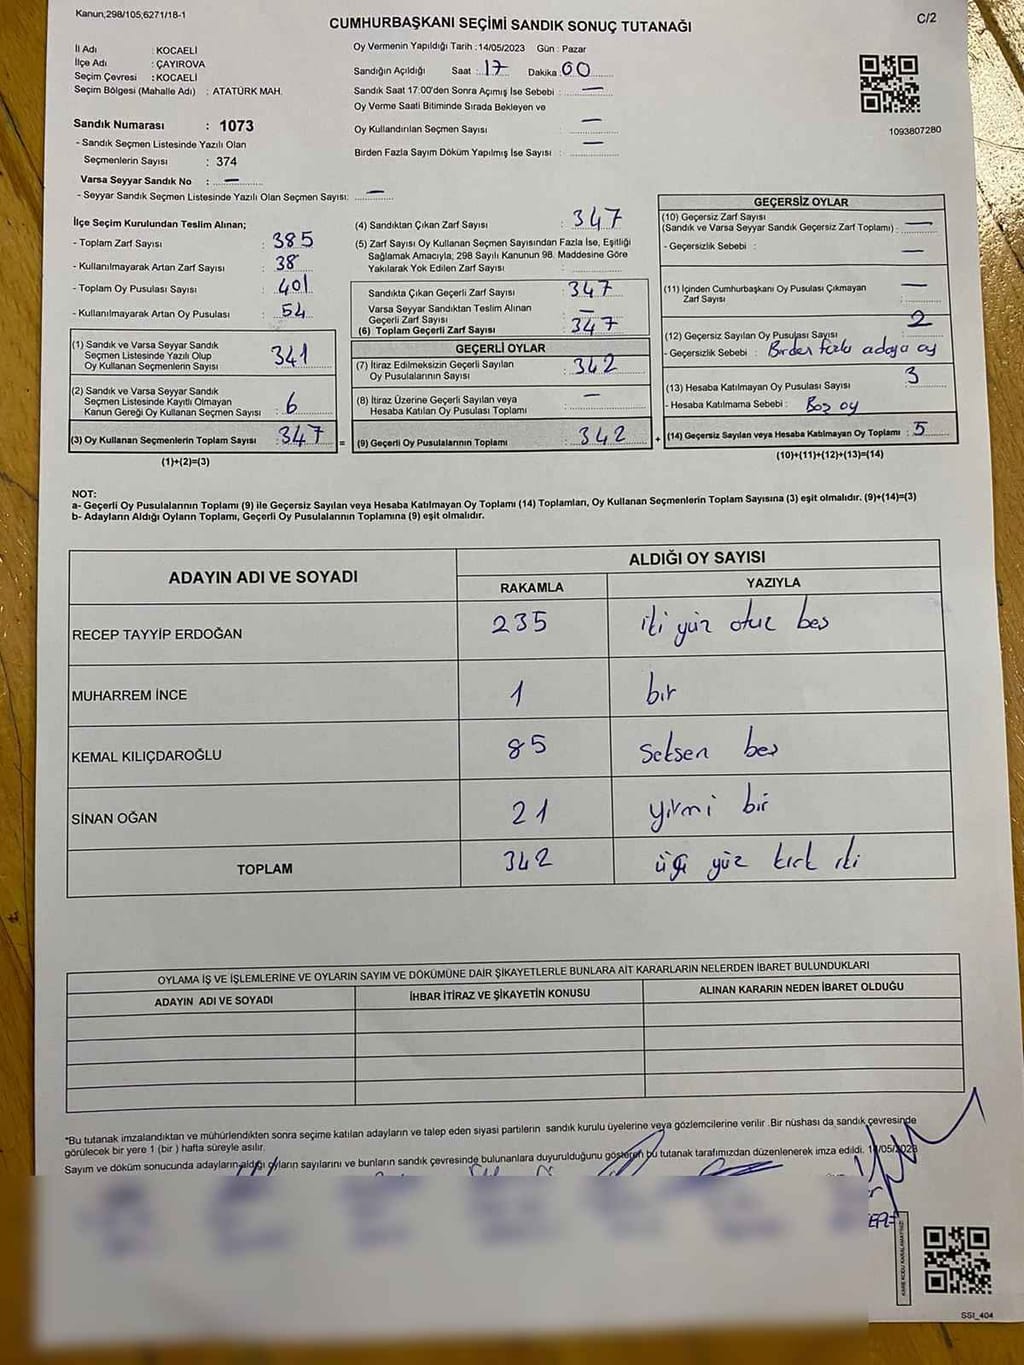 Kanun,298/105,6271/18-1
CUMHURBAŞKANI SEÇİMİ SANDIK SONUÇ TUTANAĞI
C/2
İl Adı : KOCAELİ
İlçe Adı : ÇAYIROVA
Seçim Çevresi : KOCAELİ
Seçim Bölgesi (Mahalle Adı) : ATATÜRK MAH.
Sandık Numarası : 1073
- Sandık Seçmen Listesinde Yazılı Olan
Seçmenlerin Sayısı : 374
Varsa Seyyar Sandık No : —
- Seyyar Sandık Seçmen Listesinde Yazılı Olan Seçmen Sayısı: —
Oy Vermenin Yapıldığı Tarih : 14/05/2023 Gün : Pazar
Sandığın Açıldığı Saat : 17 Dakika : 00
Sandık Saat 17:00'den Sonra Açımış İse Sebebi : —
Oy Verme Saati Bitiminde Sırada Bekleyen ve
Oy Kullandırılan Seçmen Sayısı : —
Birden Fazla Sayım Döküm Yapılmış İse Sayısı : —
1093807280
İlçe Seçim Kurulundan Teslim Alınan;
- Toplam Zarf Sayısı : 385
- Kullanılmayarak Artan Zarf Sayısı : 38
- Toplam Oy Pusulası Sayısı : 401
- Kullanılmayarak Artan Oy Pusulası : 54
(1) Sandık ve Varsa Seyyar Sandık
Seçmen Listesinde Yazılı Olup
Oy Kullanan Seçmenlerin Sayısı : 341
(2) Sandık ve Varsa Seyyar Sandık
Seçmen Listesinde Kayıtlı Olmayan
Kanun Gereği Oy Kullanan Seçmen Sayısı : 6
(3) Oy Kullanan Seçmenlerin Toplam Sayısı : 347 =
(1)+(2)=(3)
(4) Sandıktan Çıkan Zarf Sayısı : 347
(5) Zarf Sayısı Oy Kullanan Seçmen Sayısından Fazla İse, Eşitliği
Sağlamak Amacıyla; 298 Sayılı Kanunun 98. Maddesine Göre
Yakılarak Yok Edilen Zarf Sayısı :
Sandıkta Çıkan Geçerli Zarf Sayısı : 347
Varsa Seyyar Sandıktan Teslim Alınan
Geçerli Zarf Sayısı : —
(6) Toplam Geçerli Zarf Sayısı : 347
GEÇERLİ OYLAR
(7) İtiraz Edilmeksizin Geçerli Sayılan
Oy Pusulalarının Sayısı : 342
(8) İtiraz Üzerine Geçerli Sayılan veya
Hesaba Katılan Oy Pusulası Toplamı : —
(9) Geçerli Oy Pusulalarının Toplamı : 342 +
GEÇERSİZ OYLAR
(10) Geçersiz Zarf Sayısı
(Sandık ve Varsa Seyyar Sandık Geçersiz Zarf Toplamı) : —
- Geçersizlik Sebebi : —
(11) İçinden Cumhurbaşkanı Oy Pusulası Çıkmayan
Zarf Sayısı : —
(12) Geçersiz Sayılan Oy Pusulası Sayısı : 2
- Geçersizlik Sebebi : Birden fazla adaya oy
(13) Hesaba Katılmayan Oy Pusulası Sayısı : 3
- Hesaba Katılmama Sebebi : Boş oy
(14) Geçersiz Sayılan veya Hesaba Katılmayan Oy Toplamı : 5
(10)+(11)+(12)+(13)=(14)
NOT:
a- Geçerli Oy Pusulalarının Toplamı (9) ile Geçersiz Sayılan veya Hesaba Katılmayan Oy Toplamı (14) Toplamları, Oy Kullanan Seçmenlerin Toplam Sayısına (3) eşit olmalıdır. (9)+(14)=(3)
b- Adayların Aldığı Oyların Toplamı, Geçerli Oy Pusulalarının Toplamına (9) eşit olmalıdır.
ADAYIN ADI VE SOYADI
ALDIĞI OY SAYISI
RAKAMLA YAZIYLA
RECEP TAYYİP ERDOĞAN 235 iki yüz otuz beş
MUHARREM İNCE 1 bir
KEMAL KILIÇDAROĞLU 85 Seksen beş
SİNAN OĞAN 21 yirmi bir
TOPLAM 342 üç yüz kırk iki
OYLAMA İŞ VE İŞLEMLERİNE VE OYLARIN SAYIM VE DÖKÜMÜNE DAİR ŞİKAYETLERLE BUNLARA AİT KARARLARIN NELERDEN İBARET BULUNDUKLARI
ADAYIN ADI VE SOYADI İHBAR İTİRAZ VE ŞİKAYETİN KONUSU ALINAN KARARIN NEDEN İBARET OLDUĞU
*Bu tutanak imzalandıktan ve mühürlendikten sonra seçime katılan adayların ve talep eden siyasi partilerin sandık kurulu üyelerine veya gözlemcilerine verilir .Bir nüshası da sandık çevresinde
görülecek bir yere 1 (bir ) hafta süreyle asılır.
Sayım ve döküm sonucunda adayların aldığı oyların sayılarını ve bunların sandık çevresinde bulunanlara duyurulduğunu gösteren bu tutanak tarafımızdan düzenlenerek imza edildi.
KARE KODU KARALAMAYINIZ!
SSI_404